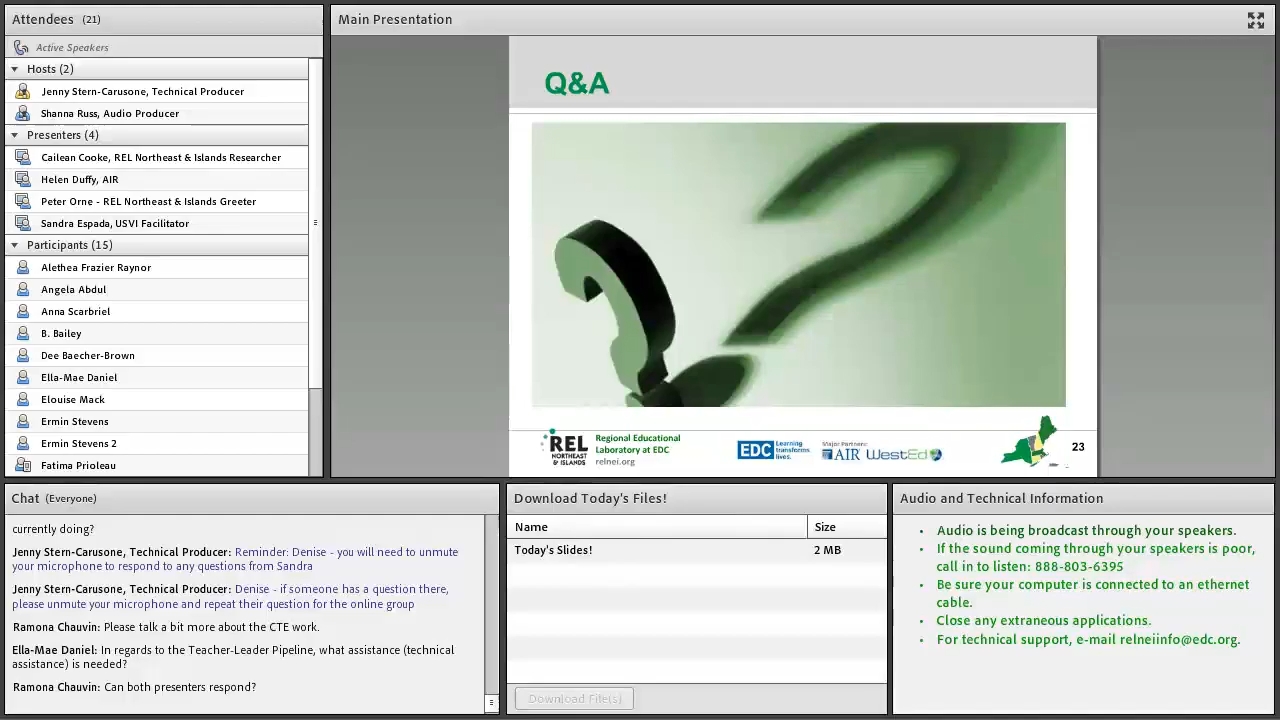 Attendees (21)
Active Speakers
Hosts (2)
Jenny Stern-Carusone, Technical Producer
Shanna Russ, Audio Producer
Presenters (4)
Cailean Cooke, REL Northeast & Islands Researcher
Helen Duffy, AIR
Peter Orne - REL Northeast & Islands Greeter
Sandra Espada, USVI Facilitator
Participants (15)
Alethea Frazier Raynor
Angela Abdul
Anna Scarbriel
B. Bailey
Dee Baecher-Brown
Ella-Mae Daniel
Elouise Mack
Ermin Stevens
Ermin Stevens 2
Fatima Prioleau
Main Presentation
Q&A
REL
NORTHEAST
& ISLANDS
Regional Educational
Laboratory at EDC
relnei.org
EDC
Learning
transforms
lives.
Major Partners:
AIR WestEd
23
Chat (Everyone)
currently doing?
Jenny Stern-Carusone, Technical Producer: Reminder: Denise - you will need to unmute
your microphone to respond to any questions from Sandra
Jenny Stern-Carusone, Technical Producer: Denise - if someone has a question there,
please unmute your microphone and repeat their question for the online group
Ramona Chauvin: Please talk a bit more about the CTE work.
Ella-Mae Daniel: In regards to the Teacher-Leader Pipeline, what assistance (technical
assistance) is needed?
Ramona Chauvin: Can both presenters respond?
Download Today's Files!
Name Size
Today's Slides! 2 MB
Download File(s)
Audio and Technical Information
• Audio is being broadcast through your speakers.
• If the sound coming through your speakers is poor,
call in to listen: 888-803-6395
• Be sure your computer is connected to an ethernet
cable.
• Close any extraneous applications.
• For technical support, e-mail relneiinfo@edc.org.